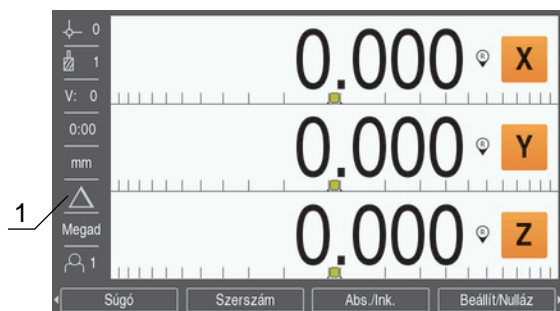 0
1
V: 0
0:00
mm
Megad
1
0.000 R X
0.000 R Y
0.000 R Z
1
Súgó Szerszám Abs./Ink. Beállít/Nulláz